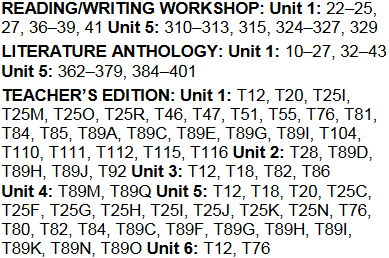 READING/WRITING WORKSHOP: Unit 1: 22–25,
27, 36–39, 41 Unit 5: 310–313, 315, 324–327, 329
LITERATURE ANTHOLOGY: Unit 1: 10–27, 32–43
Unit 5: 362–379, 384–401
TEACHER’S EDITION: Unit 1: T12, T20, T25I,
T25M, T25O, T25R, T46, T47, T51, T55, T76, T81,
T84, T85, T89A, T89C, T89E, T89G, T89I, T104,
T110, T111, T112, T115, T116 Unit 2: T28, T89D,
T89H, T89J, T92 Unit 3: T12, T18, T82, T86
Unit 4: T89M, T89Q Unit 5: T12, T18, T20, T25C,
T25F, T25G, T25H, T25I, T25J, T25K, T25N, T76,
T80, T82, T84, T89C, T89F, T89G, T89H, T89I,
T89K, T89N, T89O Unit 6: T12, T76